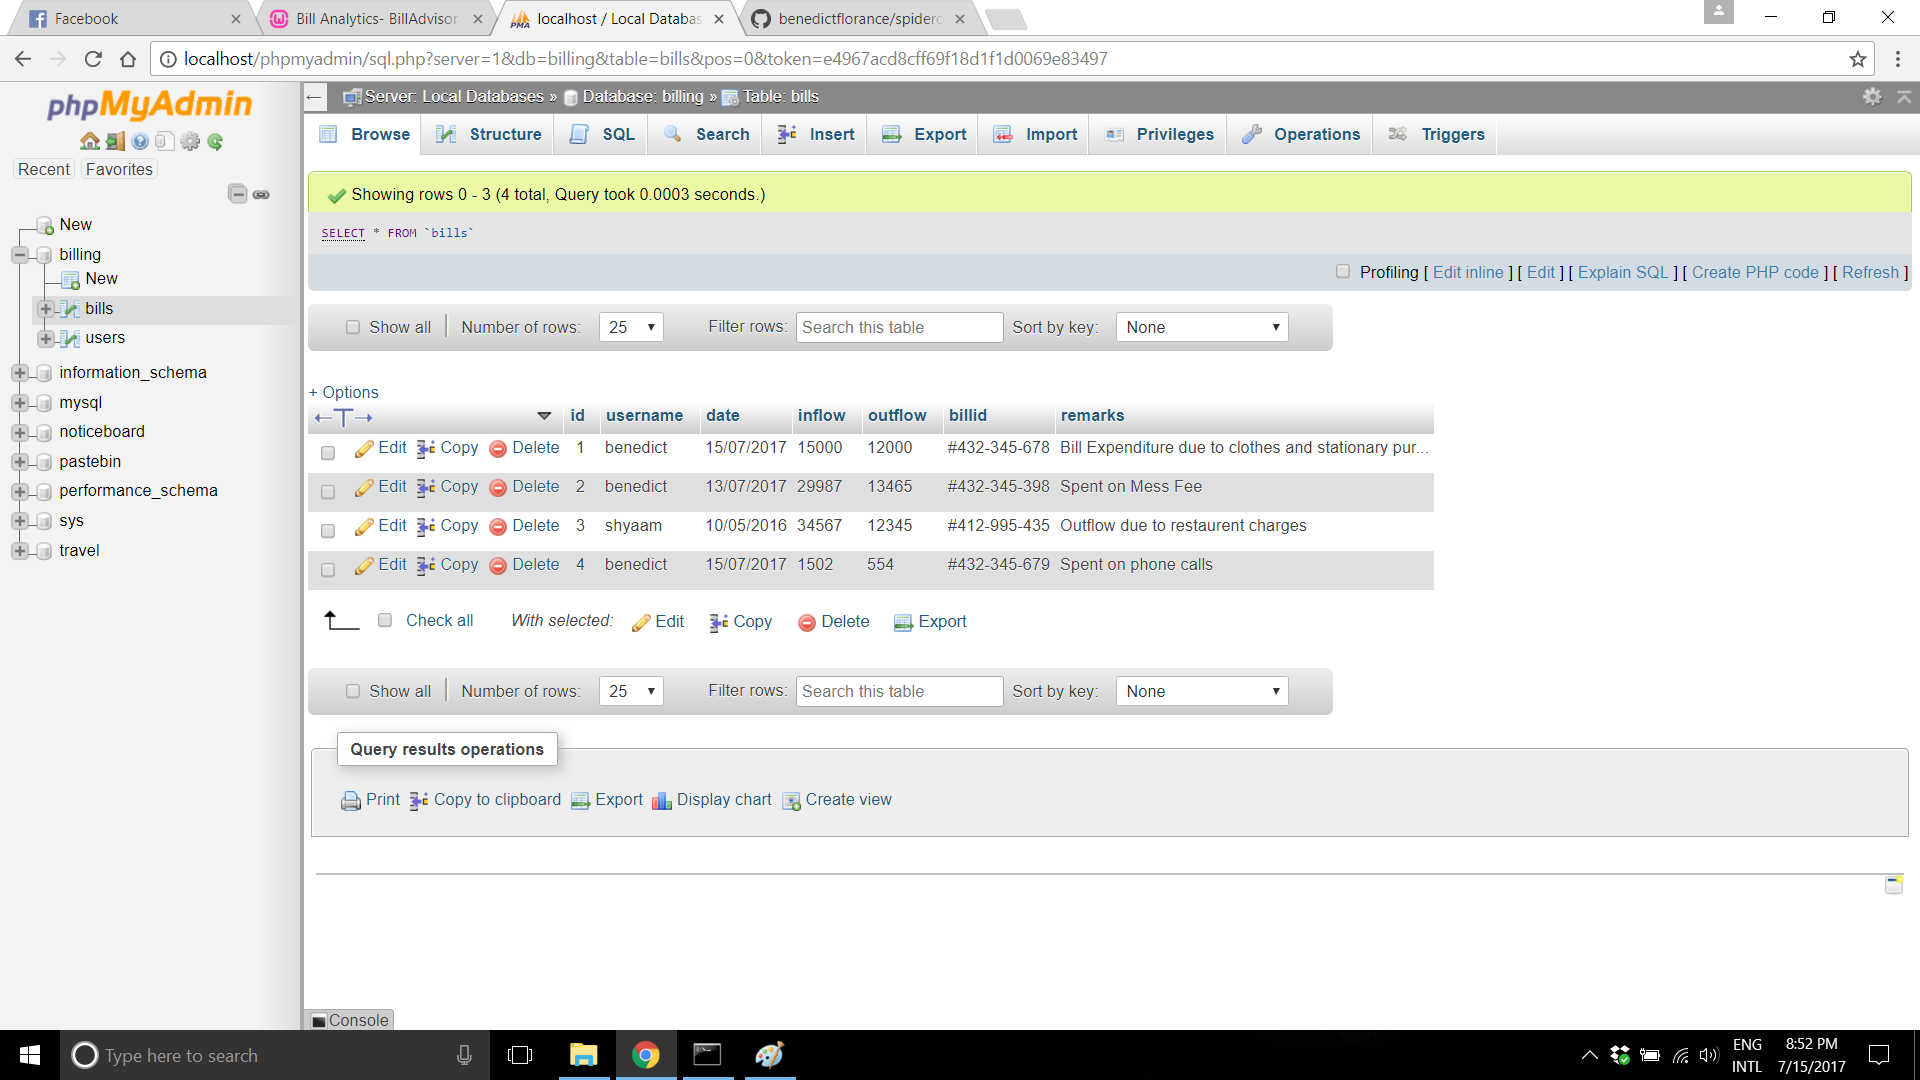 Facebook
Bill Analytics- BillAdvisor
localhost / Local Databas
benedictflorance/spiderc
localhost/phpmyadmin/sql.php?server=1&db=billing&table=bills&pos=0&token=e4967acd8cff69f18d1f1d0069e83497
phpMyAdmin
Recent Favorites
New
billing
New
bills
users
information_schema
mysql
noticeboard
pastebin
performance_schema
sys
travel
Server: Local Databases » Database: billing » Table: bills
Browse Structure SQL Search Insert Export Import Privileges Operations Triggers
Showing rows 0 - 3 (4 total, Query took 0.0003 seconds.)
SELECT * FROM `bills`
Profiling [ Edit inline ] [ Edit ] [ Explain SQL ] [ Create PHP code ] [ Refresh ]
Show all Number of rows: 25 Filter rows: Search this table Sort by key: None
+ Options
id username date inflow outflow billid remarks
Edit Copy Delete 1 benedict 15/07/2017 15000 12000 #432-345-678 Bill Expenditure due to clothes and stationary pur...
Edit Copy Delete 2 benedict 13/07/2017 29987 13465 #432-345-398 Spent on Mess Fee
Edit Copy Delete 3 shyaam 10/05/2016 34567 12345 #412-995-435 Outflow due to restaurent charges
Edit Copy Delete 4 benedict 15/07/2017 1502 554 #432-345-679 Spent on phone calls
Check all With selected: Edit Copy Delete Export
Show all Number of rows: 25 Filter rows: Search this table Sort by key: None
Query results operations
Print Copy to clipboard Export Display chart Create view
Console
Type here to search
ENG
INTL
8:52 PM
7/15/2017